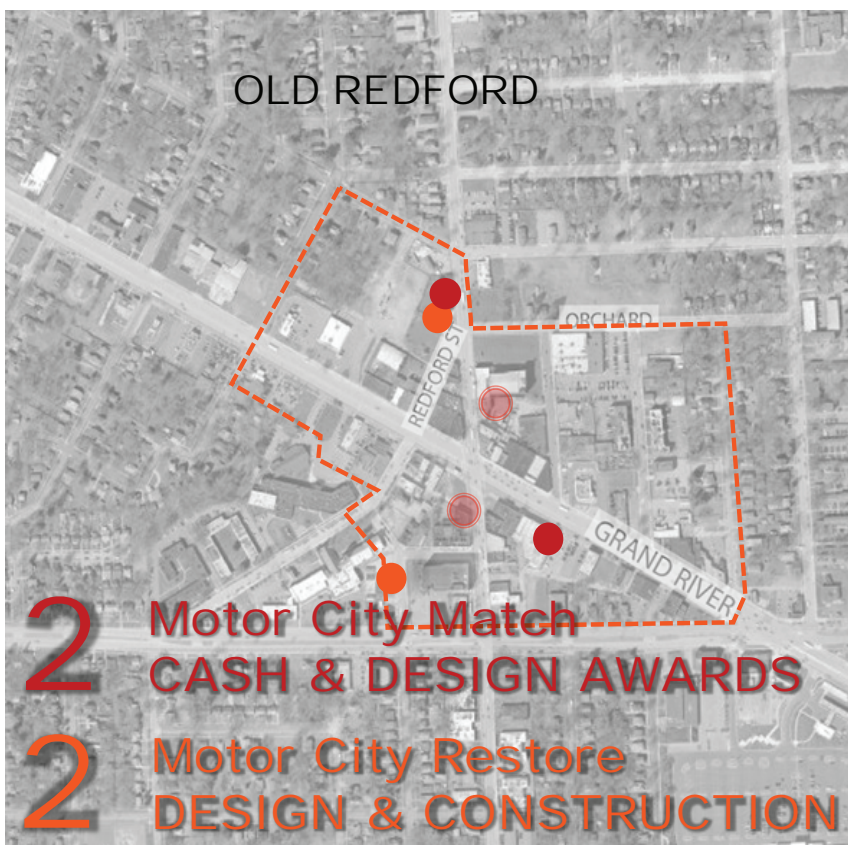 OLD REDFORD
ORCHARD
REDFORD ST
GRAND RIVER
2 Motor City Match
CASH & DESIGN AWARDS
2 Motor City Restore
DESIGN & CONSTRUCTION